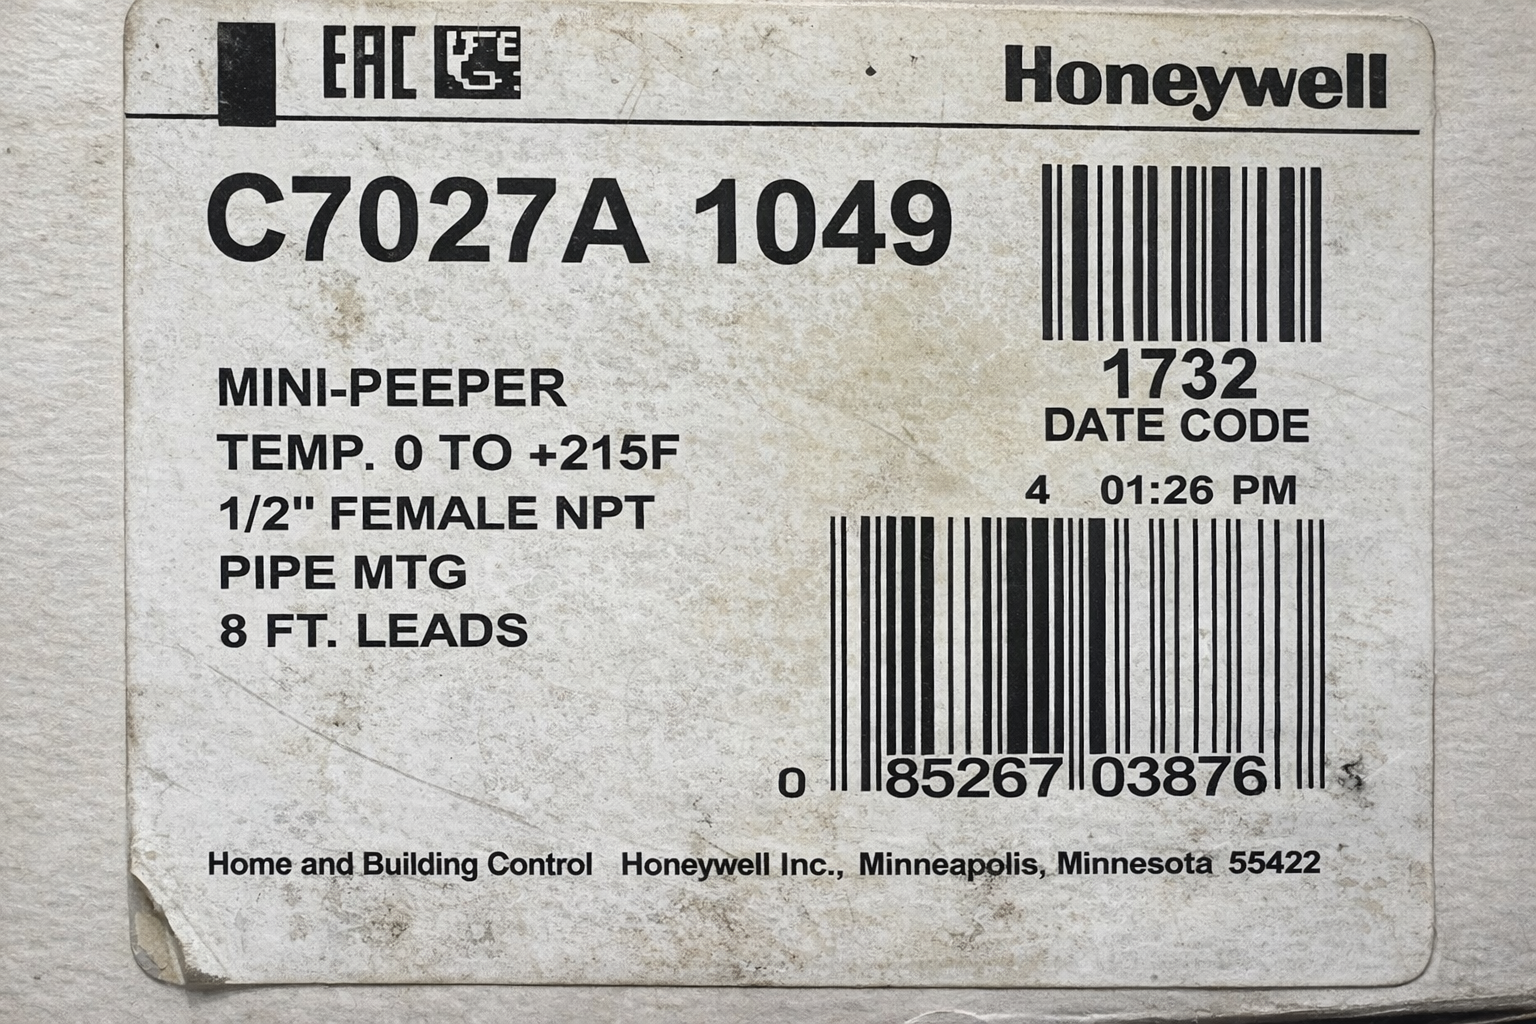 EAC
Honeywell
C7027A 1049
1732
DATE CODE
MINI-PEEPER
TEMP. 0 TO +215F
1/2" FEMALE NPT
PIPE MTG
8 FT. LEADS
4 01:26 PM
0 85267 03876
Home and Building Control Honeywell Inc., Minneapolis, Minnesota 55422